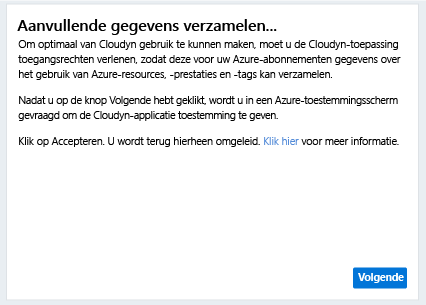 Aanvullende gegevens verzamelen...
Om optimaal van Cloudyn gebruik te kunnen maken, moet u de Cloudyn-toepassing
toegangsrechten verlenen, zodat deze voor uw Azure-abonnementen gegevens over
het gebruik van Azure-resources, -prestaties en -tags kan verzamelen.
Nadat u op de knop Volgende hebt geklikt, wordt u in een Azure-toestemmingsscherm
gevraagd om de Cloudyn-applicatie toestemming te geven.
Klik op Accepteren. U wordt terug hierheen omgeleid. Klik hier voor meer informatie.
Volgende